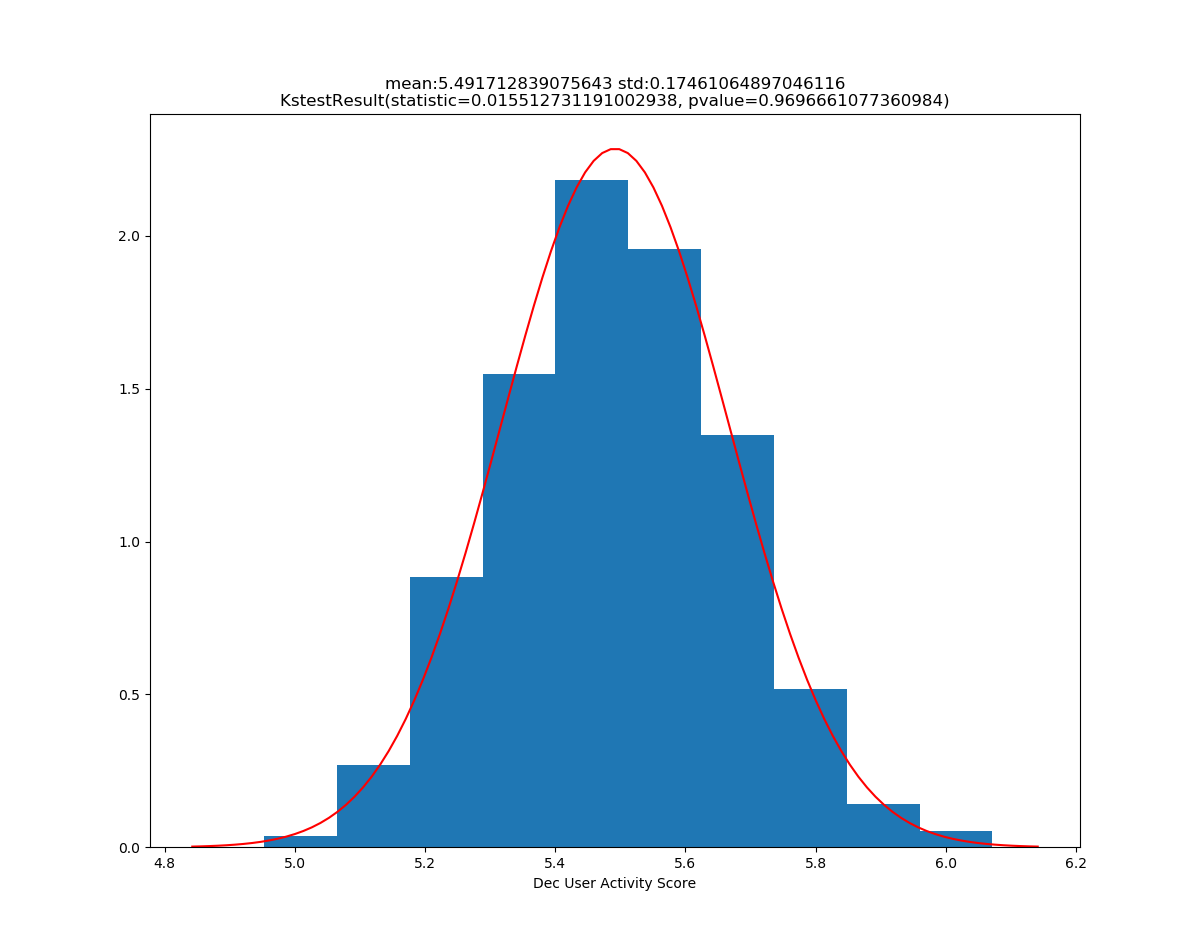 mean:5.491712839075643 std:0.17461064897046116
KstestResult(statistic=0.015512731191002938, pvalue=0.9696661077360984)
2.0
1.5
1.0
0.5
0.0
4.8 5.0 5.2 5.4 5.6 5.8 6.0 6.2
Dec User Activity Score